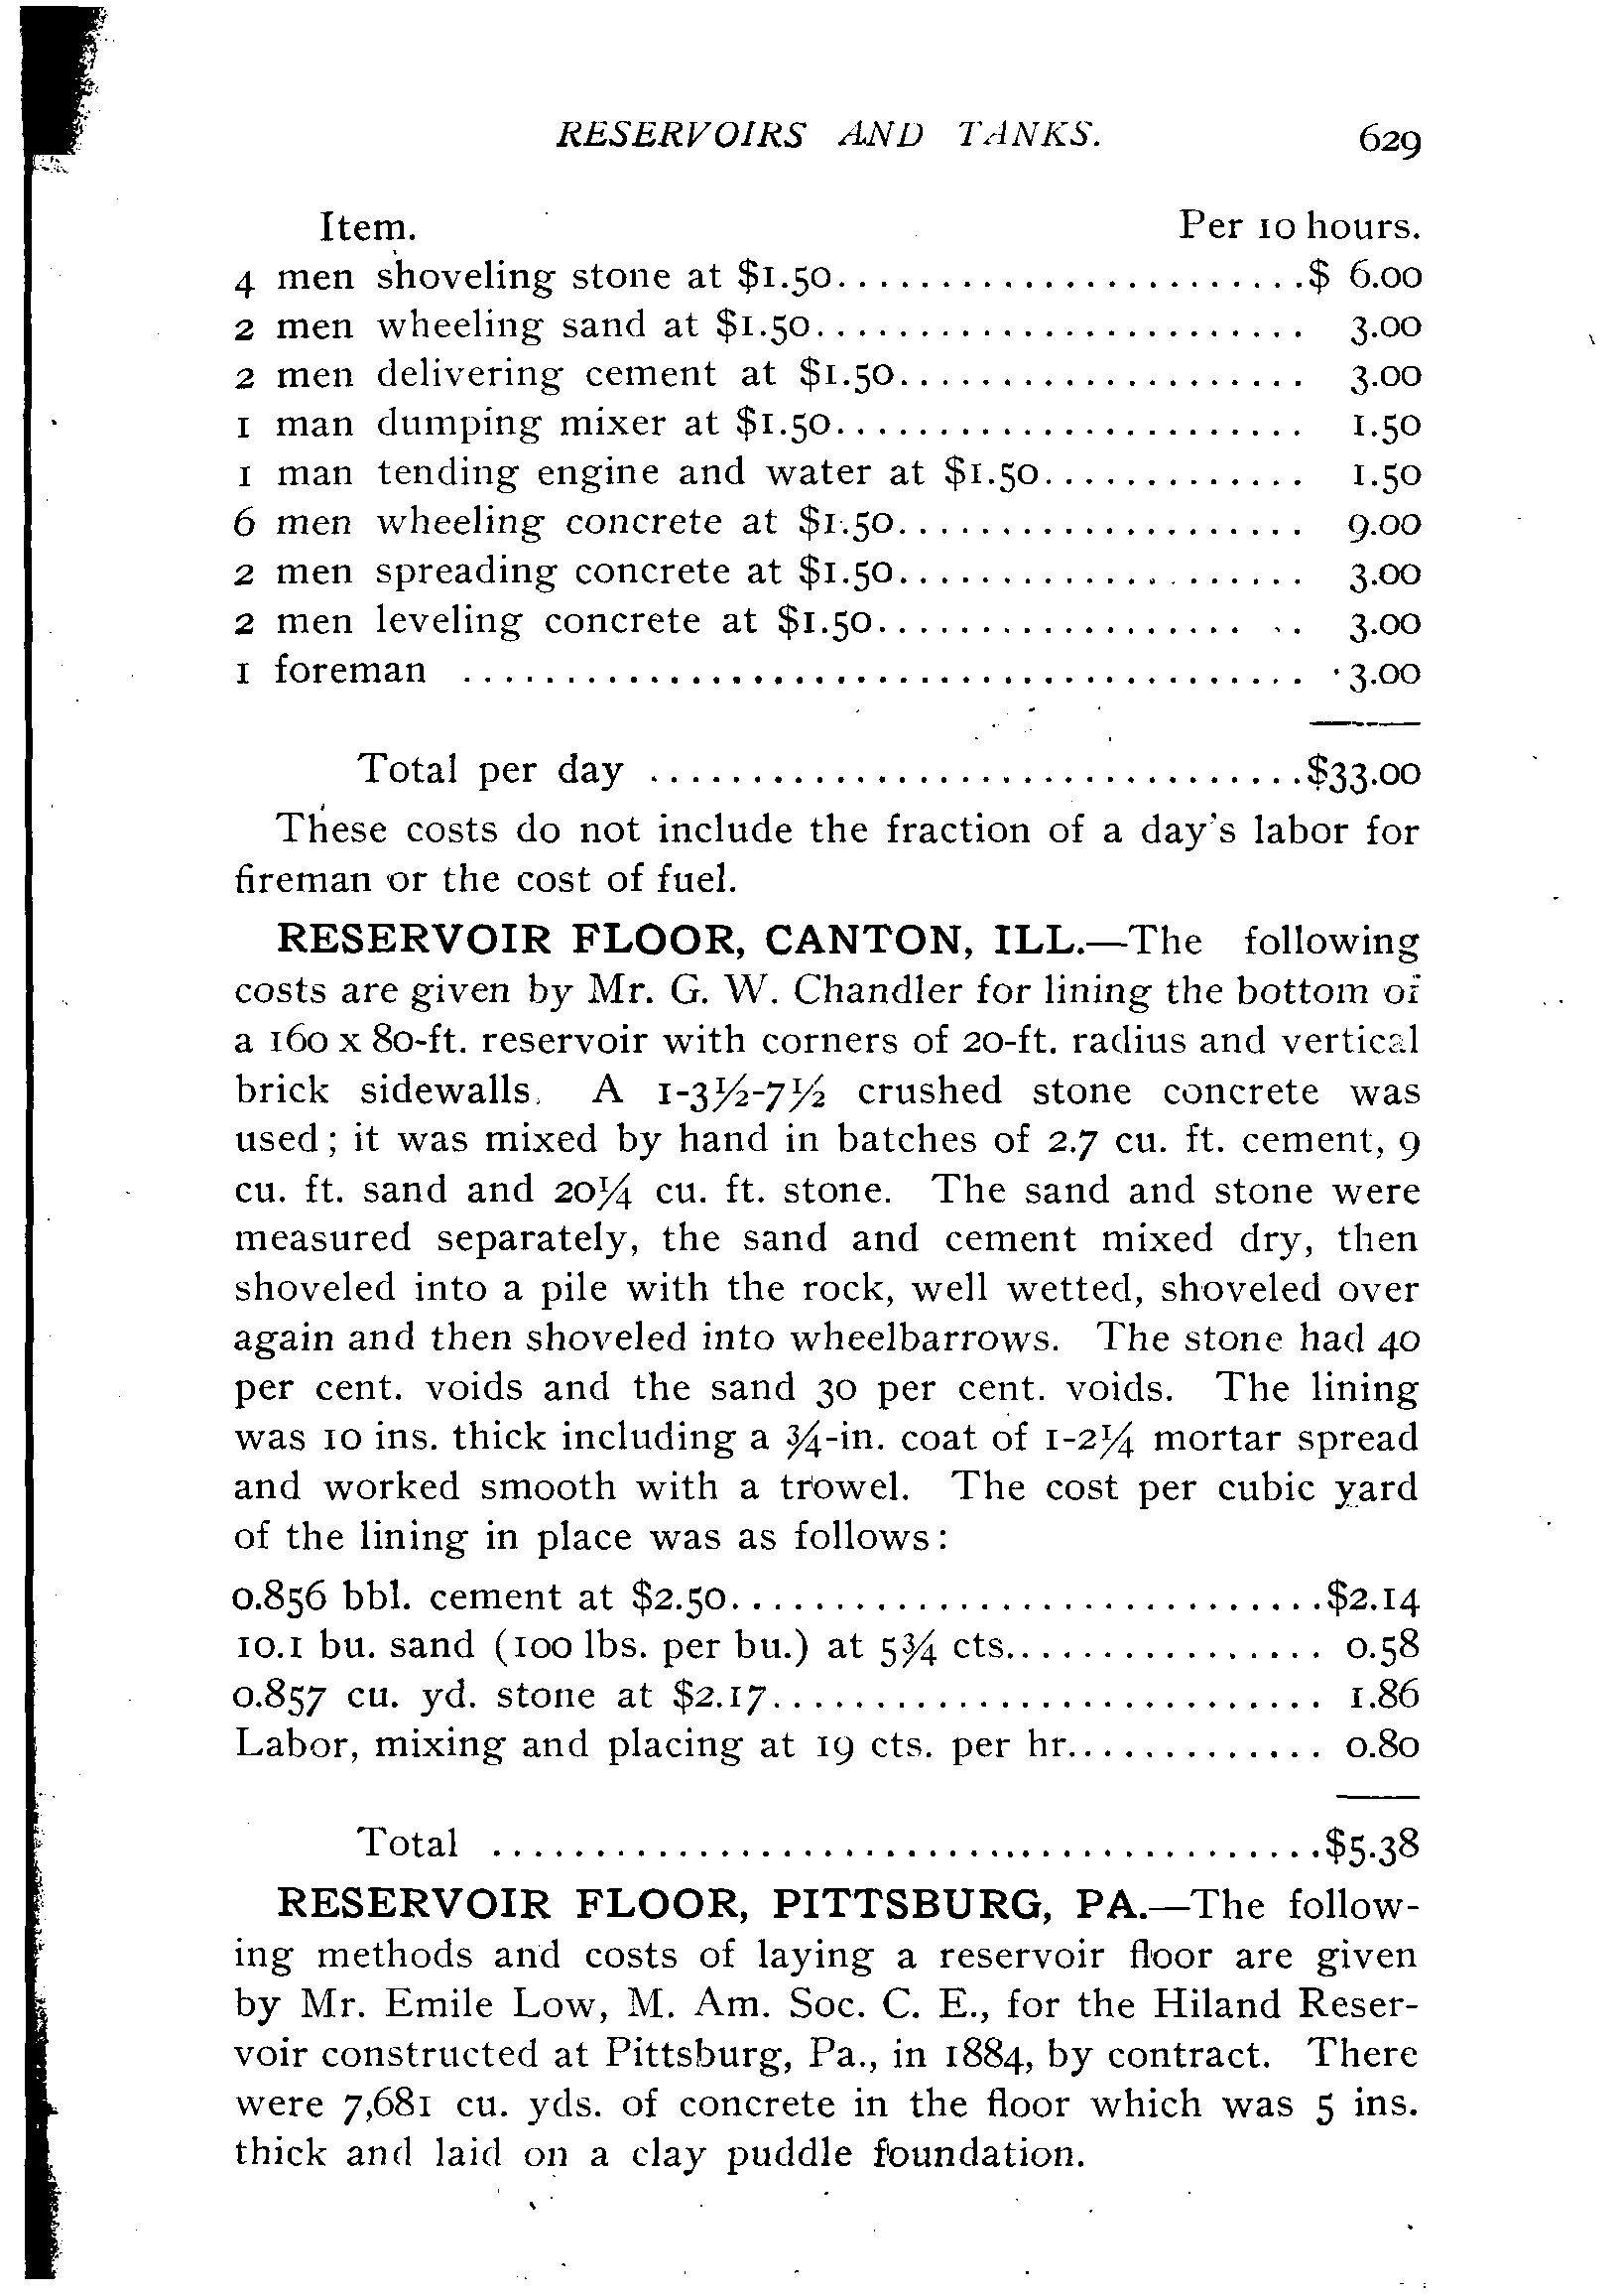 RESERVOIRS AND TANKS. 629
Item. Per 10 hours.
4 men shoveling stone at $1.50.......................$ 6.00
2 men wheeling sand at $1.50........................ 3.00
2 men delivering cement at $1.50.................... 3.00
1 man dumping mixer at $1.50....................... 1.50
1 man tending engine and water at $1.50............. 1.50
6 men wheeling concrete at $1.50.................... 9.00
2 men spreading concrete at $1.50.................... 3.00
2 men leveling concrete at $1.50.................... 3.00
1 foreman ......................................... 3.00
Total per day ................................$33.00
These costs do not include the fraction of a day's labor for
fireman or the cost of fuel.
RESERVOIR FLOOR, CANTON, ILL.—The following
costs are given by Mr. G. W. Chandler for lining the bottom of
a 160 x 80-ft. reservoir with corners of 20-ft. radius and vertical
brick sidewalls. A 1-3½-7½ crushed stone concrete was
used; it was mixed by hand in batches of 2.7 cu. ft. cement, 9
cu. ft. sand and 20¼ cu. ft. stone. The sand and stone were
measured separately, the sand and cement mixed dry, then
shoveled into a pile with the rock, well wetted, shoveled over
again and then shoveled into wheelbarrows. The stone had 40
per cent. voids and the sand 30 per cent. voids. The lining
was 10 ins. thick including a ¾-in. coat of 1-2¼ mortar spread
and worked smooth with a trowel. The cost per cubic yard
of the lining in place was as follows:
0.856 bbl. cement at $2.50.............................$2.14
10.1 bu. sand (100 lbs. per bu.) at 5¾ cts................ 0.58
0.857 cu. yd. stone at $2.17........................... 1.86
Labor, mixing and placing at 19 cts. per hr............. 0.80
Total ........................................$5.38
RESERVOIR FLOOR, PITTSBURG, PA.—The follow-
ing methods and costs of laying a reservoir floor are given
by Mr. Emile Low, M. Am. Soc. C. E., for the Hiland Reser-
voir constructed at Pittsburg, Pa., in 1884, by contract. There
were 7,681 cu. yds. of concrete in the floor which was 5 ins.
thick and laid on a clay puddle foundation.